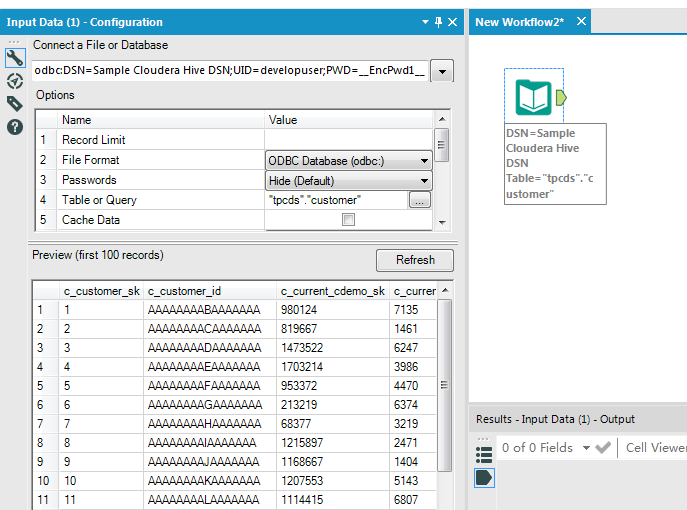 Input Data (1) - Configuration
Connect a File or Database
odbc:DSN=Sample Cloudera Hive DSN;UID=developuser;PWD=__EncPwd1__
Options
Name Value
1 Record Limit
2 File Format ODBC Database (odbc:)
3 Passwords Hide (Default)
4 Table or Query "tpcds"."customer" ...
5 Cache Data
Preview (first 100 records) Refresh
c_customer_sk c_customer_id c_current_cdemo_sk c_currer
1 1 AAAAAAAABAAAAAAA 980124 7135
2 2 AAAAAAAACAAAAAAA 819667 1461
3 3 AAAAAAAADAAAAAAA 1473522 6247
4 4 AAAAAAAAEAAAAAAA 1703214 3986
5 5 AAAAAAAAFAAAAAAA 953372 4470
6 6 AAAAAAAAGAAAAAAA 213219 6374
7 7 AAAAAAAAHAAAAAAA 68377 3219
8 8 AAAAAAAAIAAAAAAA 1215897 2471
9 9 AAAAAAAAJAAAAAAA 1168667 1404
10 10 AAAAAAAAKAAAAAAA 1207553 5143
11 11 AAAAAAAALAAAAAAA 1114415 6807
New Workflow2*
DSN=Sample
Cloudera Hive
DSN
Table="tpcds"."c
ustomer"
Results - Input Data (1) - Output
0 of 0 Fields Cell Viewer